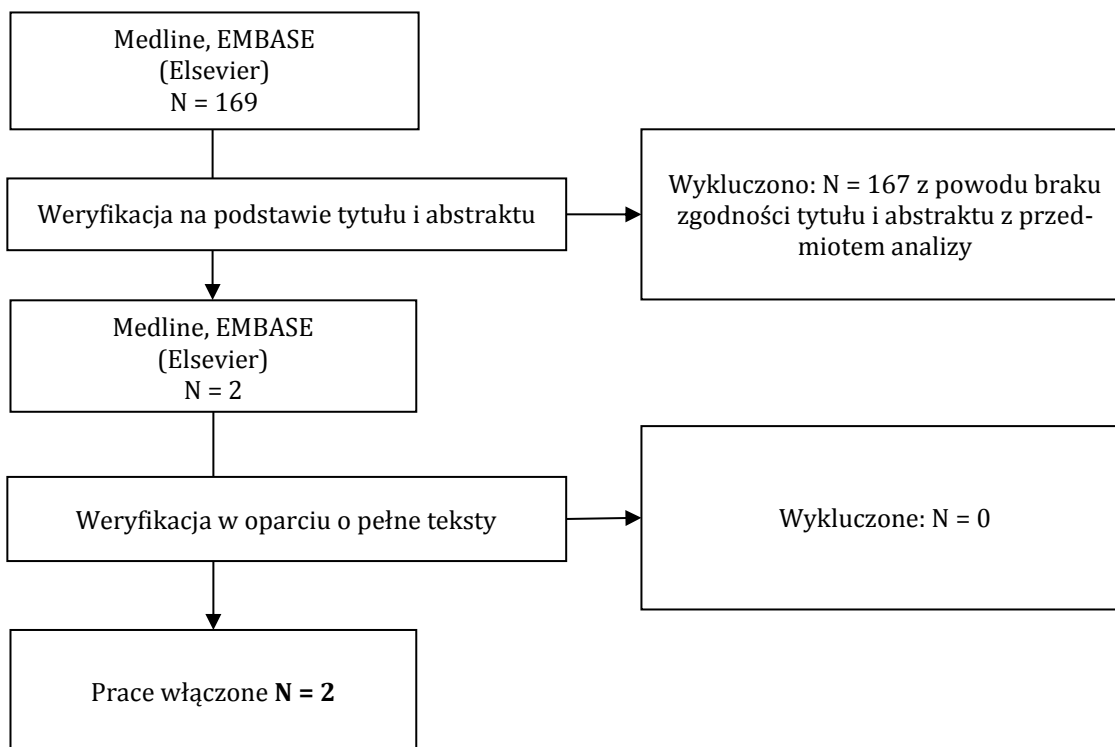 Medline, EMBASE
(Elsevier)
N = 169
Weryfikacja na podstawie tytułu i abstraktu
Wykluczono: N = 167 z powodu braku
zgodności tytułu i abstraktu z przed-
miotem analizy
Medline, EMBASE
(Elsevier)
N = 2
Weryfikacja w oparciu o pełne teksty
Wykluczone: N = 0
Prace włączone N = 2